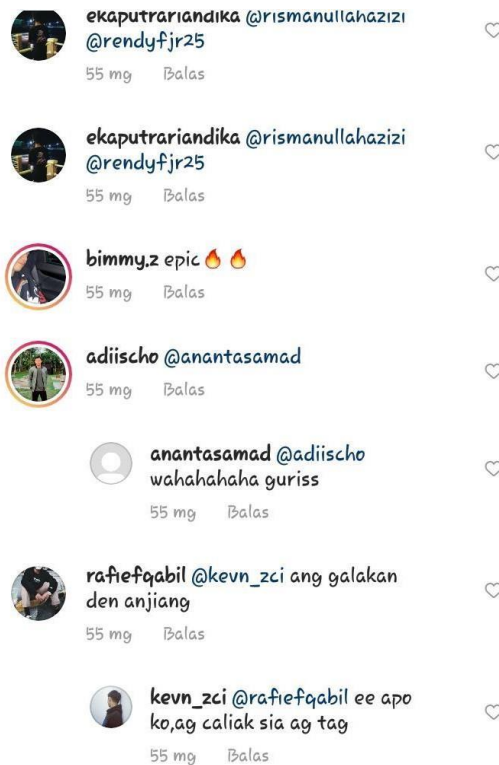 ekaputrariandika @rismanullahazizi
@rendyfjr25
55 mg Balas
ekaputrariandika @rismanullahazizi
@rendyfjr25
55 mg Balas
bimmy.z epic🔥🔥
55 mg Balas
adiischo @anantasamad
55 mg Balas
anantasamad @adiischo
wahahahaha guriss
55 mg Balas
rafiefqabil @kevn_zci ang galakan
den anjiang
55 mg Balas
kevn_zci @rafiefqabil ee apo
ko,ag caliak sia ag tag
55 mg Balas